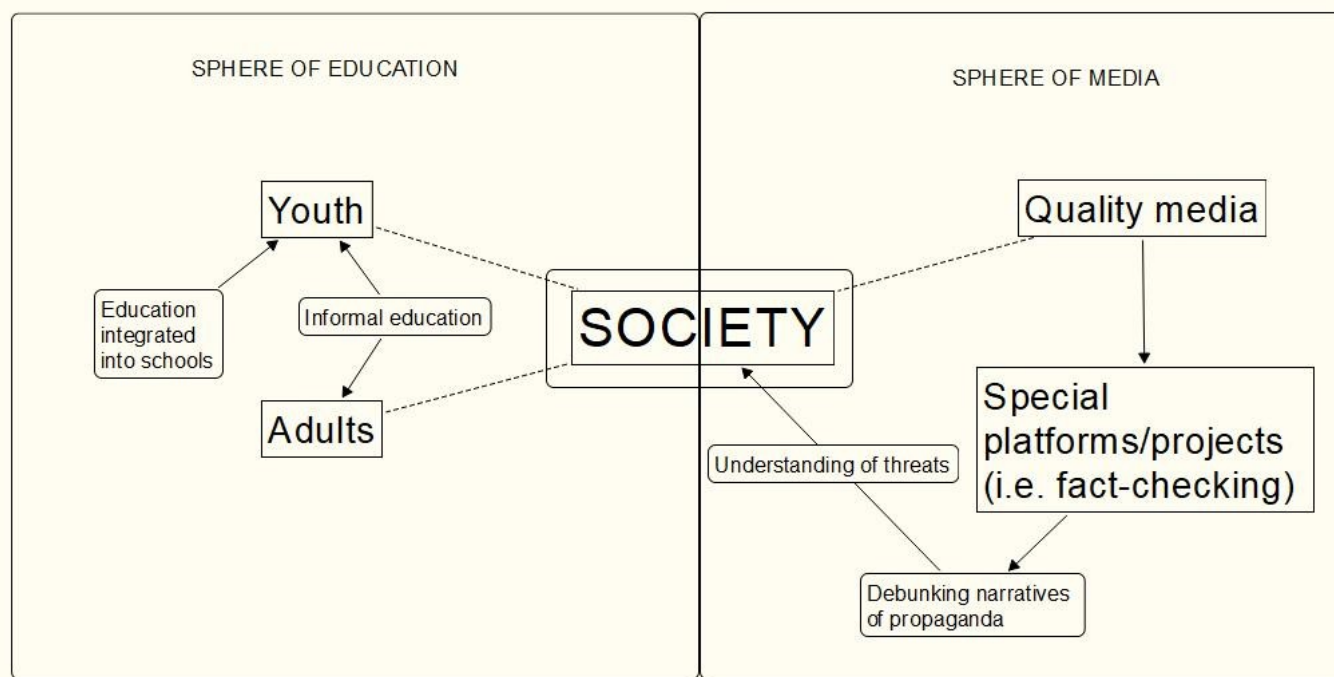 SPHERE OF EDUCATION
Youth
Education
integrated
into schools
Informal education
Adults
SOCIETY
SPHERE OF MEDIA
Quality media
Special
platforms/projects
(i.e. fact-checking)
Understanding of threats
Debunking narratives
of propaganda